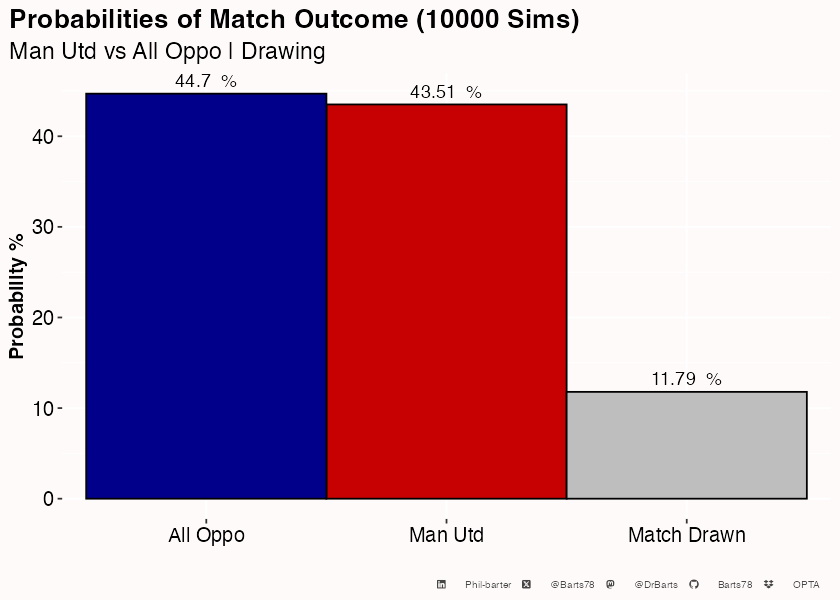 Probabilities of Match Outcome (10000 Sims)
Man Utd vs All Oppo | Drawing
44.7 %
43.51 %
11.79 %
Probability %
40
30
20
10
0
All Oppo
Man Utd
Match Drawn
Phil-barter @Barts78 @DrBarts Barts78 OPTA